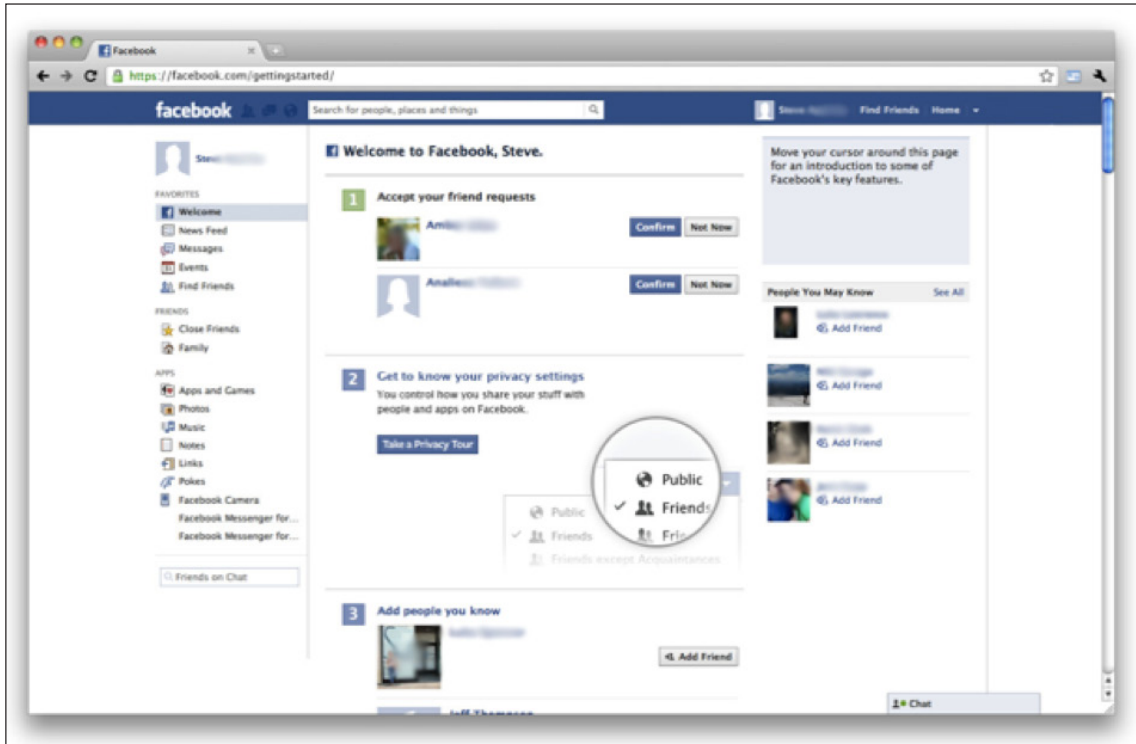 Facebook
https://facebook.com/gettingstarted/
facebook
Search for people, places and things
Steve
Find Friends
Home
Steve
FAVORITES
Welcome
News Feed
Messages
Events
Find Friends
FRIENDS
Close Friends
Family
APPS
Apps and Games
Photos
Music
Notes
Links
Pokes
Facebook Camera
Facebook Messenger for...
Facebook Messenger for...
Friends on Chat
Welcome to Facebook, Steve.
1
Accept your friend requests
Confirm
Not Now
Confirm
Not Now
2
Get to know your privacy settings
You control how you share your stuff with
people and apps on Facebook.
Take a Privacy Tour
Public
Friends
Public
Friends
Friends except Acquaintances
3
Add people you know
Add Friend
Jeff Thompson
Move your cursor around this page
for an introduction to some of
Facebook's key features.
People You May Know
See All
Add Friend
Add Friend
Add Friend
Add Friend
Chat